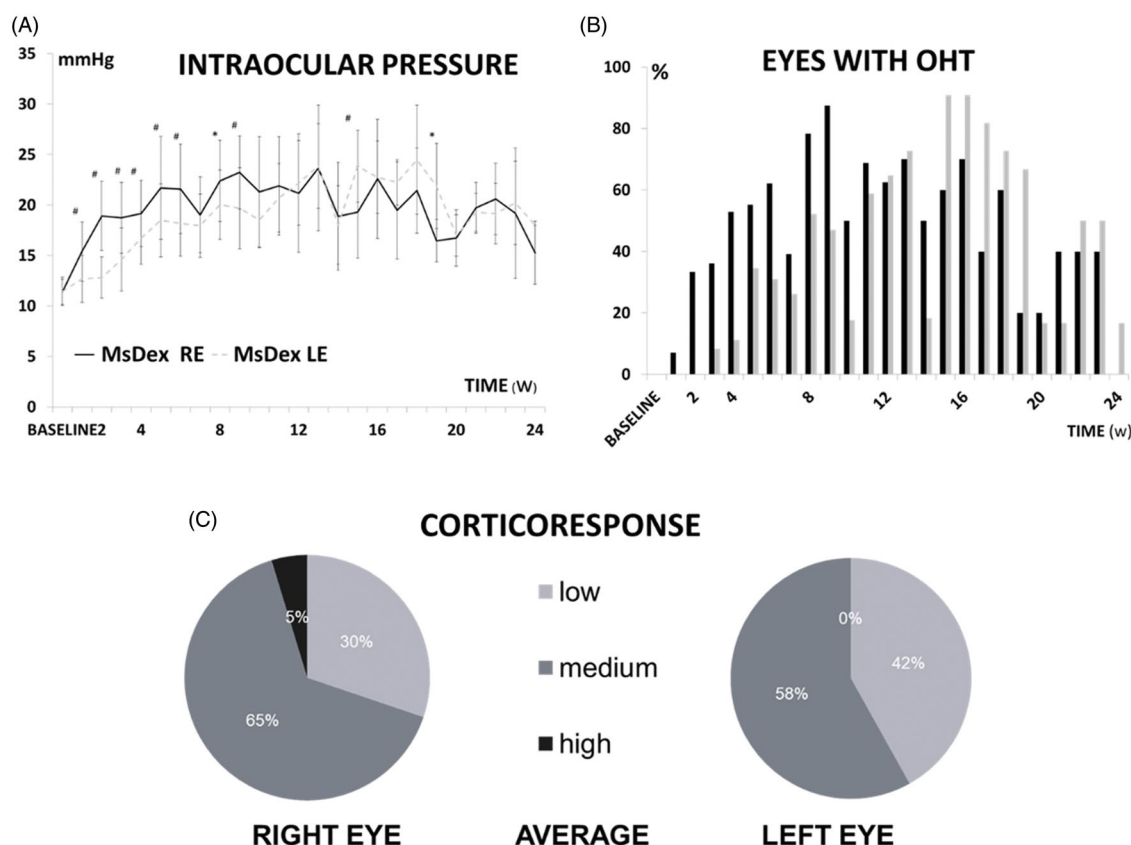 (A)
mmHg
INTRAOCULAR PRESSURE
35
30
25
20
15
10
5
0
# # # # # # * # # *
MsDex RE MsDex LE
TIME (W)
BASELINE2 4 8 12 16 20 24
(B)
EYES WITH OHT
%
100
80
60
40
20
0
BASELINE 2 4 8 12 16 20 24
TIME (w)
(C)
CORTICORESPONSE
5%
30%
65%
low
medium
high
0%
42%
58%
RIGHT EYE AVERAGE LEFT EYE